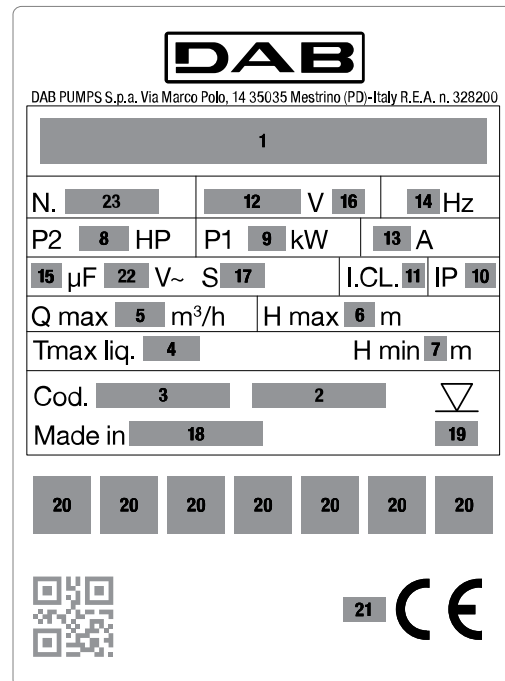 DAB
DAB PUMPS S.p.a. Via Marco Polo, 14 35035 Mestrino (PD)-Italy R.E.A. n. 328200
1
N. 23 12 V 16 14 Hz
P2 8 HP P1 9 kW 13 A
15 µF 22 V~ S 17 I.CL. 11 IP 10
Q max 5 m³/h H max 6 m
Tmax liq. 4 H min 7 m
Cod. 3 2
Made in 18 19
20 20 20 20 20 20 20
21 CE